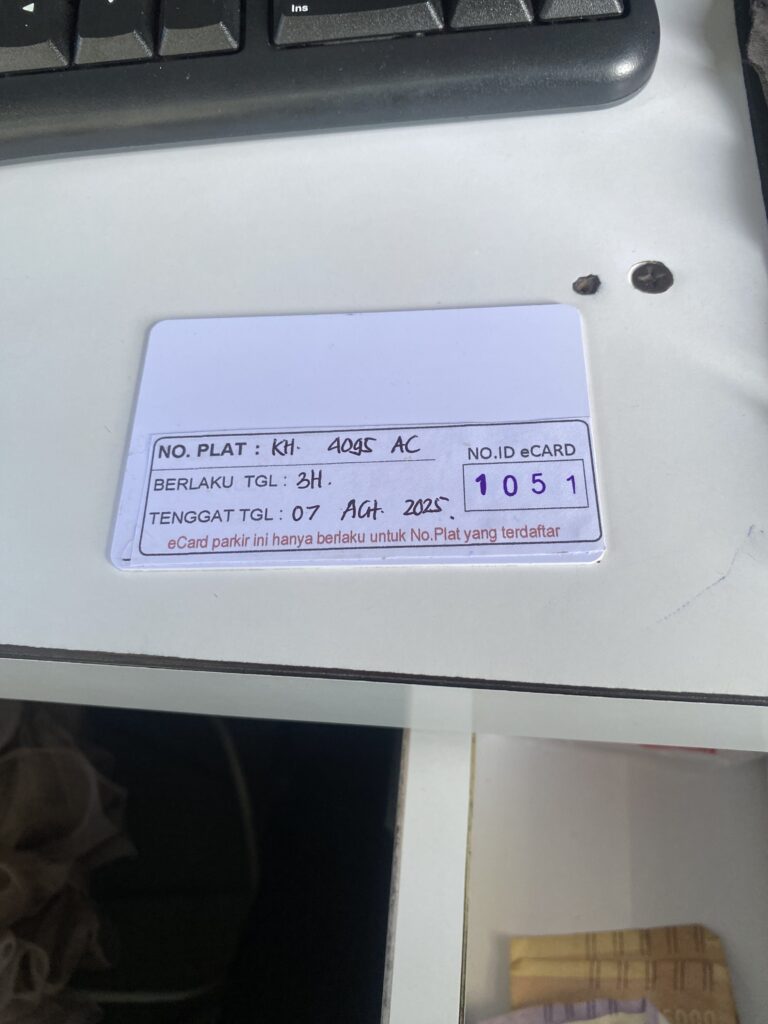 Ins
NO. PLAT : KH. 4095 AC
NO.ID eCARD
BERLAKU TGL : 3H.
1051
TENGGAT TGL : 07 AGt. 2025.
eCard parkir ini hanya berlaku untuk No.Plat yang terdaftar